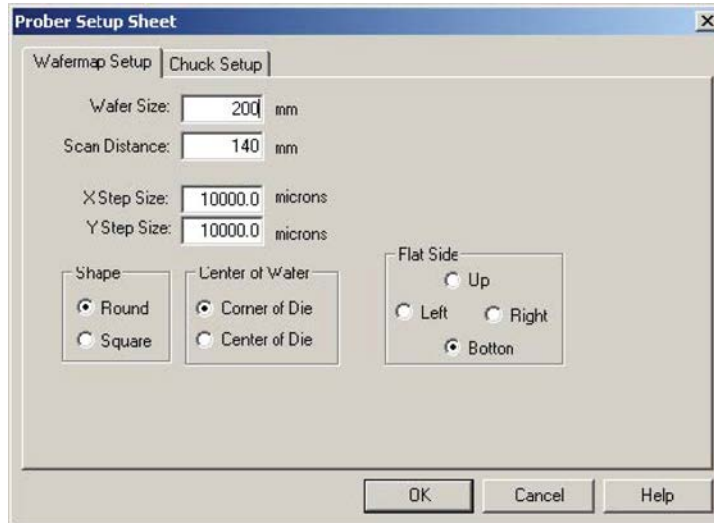 Prober Setup Sheet
Wafermap Setup Chuck Setup
Wafer Size: 200 mm
Scan Distance: 140 mm
X Step Size: 10000.0 microns
Y Step Size: 10000.0 microns
Shape
Round
Square
Center of Water
Corner of Die
Center of Die
Flat Side
Up
Left Right
Botton
OK Cancel Help